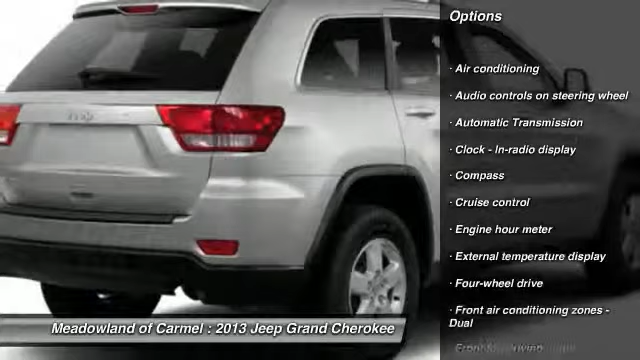 Options
· Air conditioning
· Audio controls on steering wheel
· Automatic Transmission
· Clock - In-radio display
· Compass
· Cruise control
· Engine hour meter
· External temperature display
· Four-wheel drive
· Front air conditioning zones -
Dual
Jeep
Meadowland of Carmel : 2013 Jeep Grand Cherokee